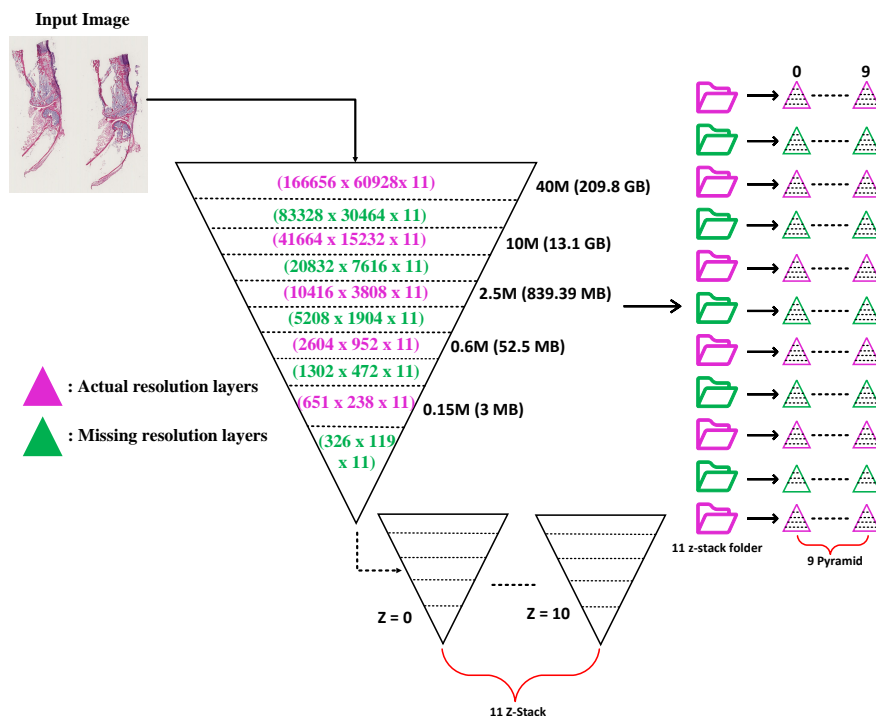 Input Image
(166656 x 60928x 11)
40M (209.8 GB)
(83328 x 30464 x 11)
(41664 x 15232 x 11)
10M (13.1 GB)
(20832 x 7616 x 11)
(10416 x 3808 x 11)
2.5M (839.39 MB)
(5208 x 1904 x 11)
(2604 x 952 x 11)
0.6M (52.5 MB)
(1302 x 472 x 11)
(651 x 238 x 11)
0.15M (3 MB)
(326 x 119
x 11)
: Actual resolution layers
: Missing resolution layers
Z = 0
Z = 10
11 Z-Stack
0 9
11 z-stack folder
9 Pyramid